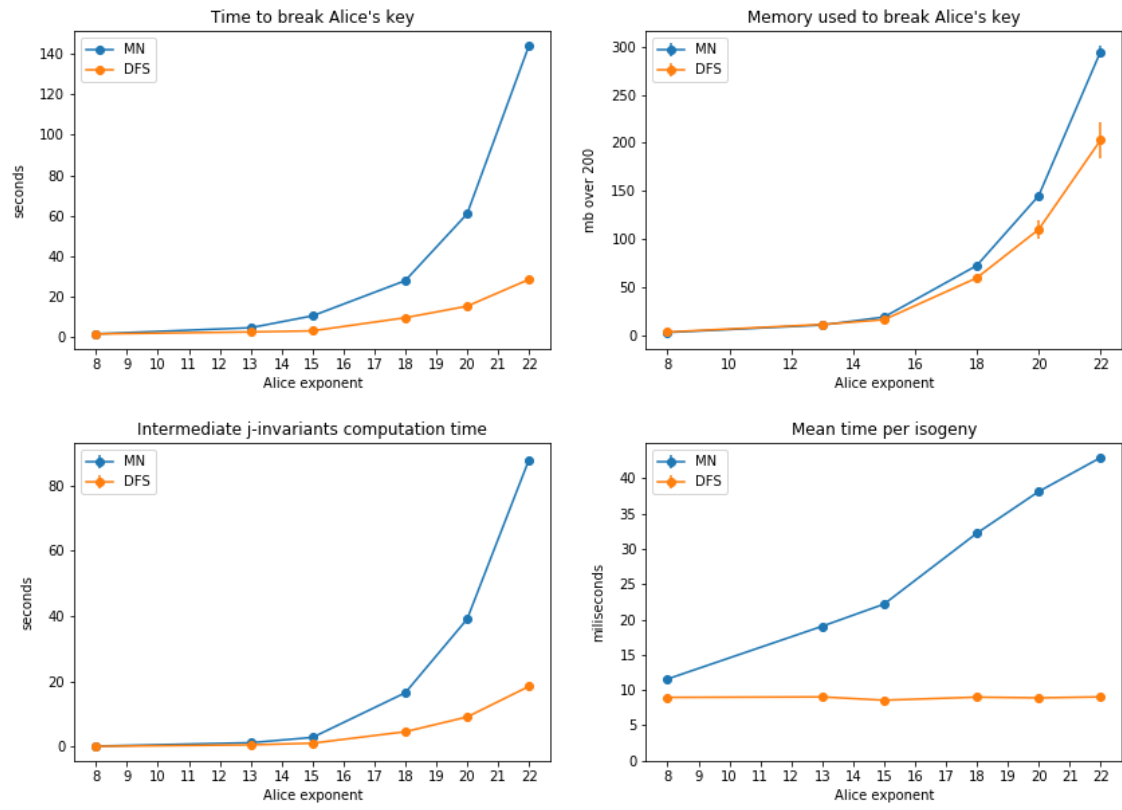 Time to break Alice's key
MN
DFS
140
120
100
80
60
40
20
0
seconds
8 9 10 11 12 13 14 15 16 17 18 19 20 21 22
Alice exponent
Memory used to break Alice's key
MN
DFS
300
250
200
150
100
50
0
mb over 200
8 10 12 14 16 18 20 22
Alice exponent
Intermediate j-invariants computation time
MN
DFS
80
60
40
20
0
seconds
8 9 10 11 12 13 14 15 16 17 18 19 20 21 22
Alice exponent
Mean time per isogeny
MN
DFS
40
35
30
25
20
15
10
5
0
miliseconds
8 9 10 11 12 13 14 15 16 17 18 19 20 21 22
Alice exponent